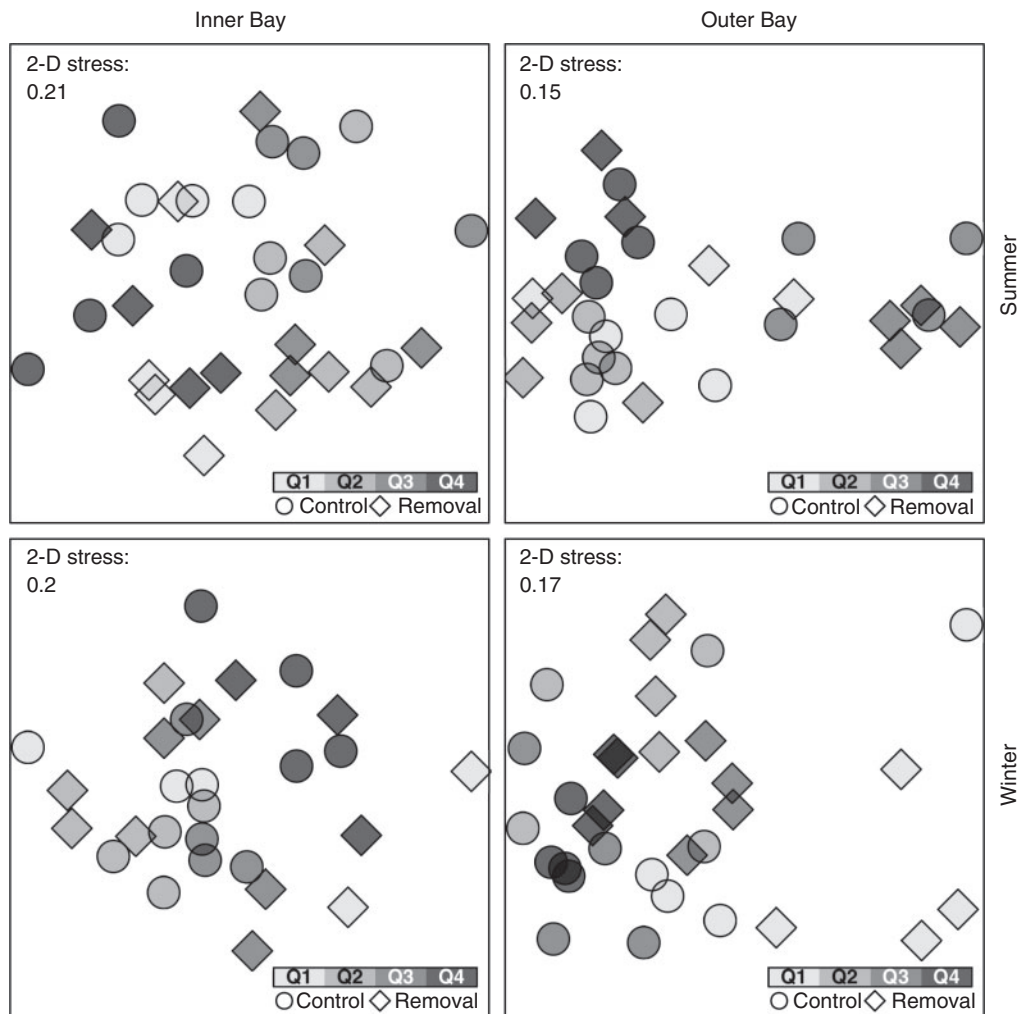 Inner Bay
Outer Bay
2-D stress:
0.21
Q1 Q2 Q3 Q4
Control Removal
2-D stress:
0.15
Q1 Q2 Q3 Q4
Control Removal
Summer
2-D stress:
0.2
Q1 Q2 Q3 Q4
Control Removal
2-D stress:
0.17
Q1 Q2 Q3 Q4
Control Removal
Winter